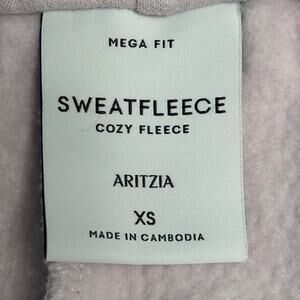 MEGA FIT
SWEATFLEECE
COZY FLEECE
ARITZIA
XS
MADE IN CAMBODIA